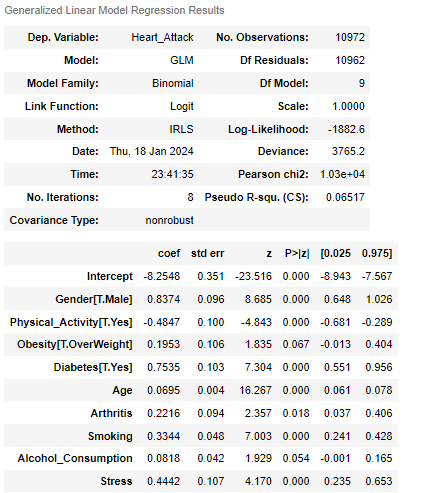 Generalized Linear Model Regression Results
Dep. Variable: Heart_Attack No. Observations: 10972
Model: GLM Df Residuals: 10962
Model Family: Binomial Df Model: 9
Link Function: Logit Scale: 1.0000
Method: IRLS Log-Likelihood: -1882.6
Date: Thu, 18 Jan 2024 Deviance: 3765.2
Time: 23:41:35 Pearson chi2: 1.03e+04
No. Iterations: 8 Pseudo R-squ. (CS): 0.06517
Covariance Type: nonrobust
coef std err z P>|z| [0.025 0.975]
Intercept -8.2548 0.351 -23.516 0.000 -8.943 -7.567
Gender[T.Male] 0.8374 0.096 8.685 0.000 0.648 1.026
Physical_Activity[T.Yes] -0.4847 0.100 -4.843 0.000 -0.681 -0.289
Obesity[T.OverWeight] 0.1953 0.106 1.835 0.067 -0.013 0.404
Diabetes[T.Yes] 0.7535 0.103 7.304 0.000 0.551 0.956
Age 0.0695 0.004 16.267 0.000 0.061 0.078
Arthritis 0.2216 0.094 2.357 0.018 0.037 0.406
Smoking 0.3344 0.048 7.003 0.000 0.241 0.428
Alcohol_Consumption 0.0818 0.042 1.929 0.054 -0.001 0.165
Stress 0.4442 0.107 4.170 0.000 0.235 0.653